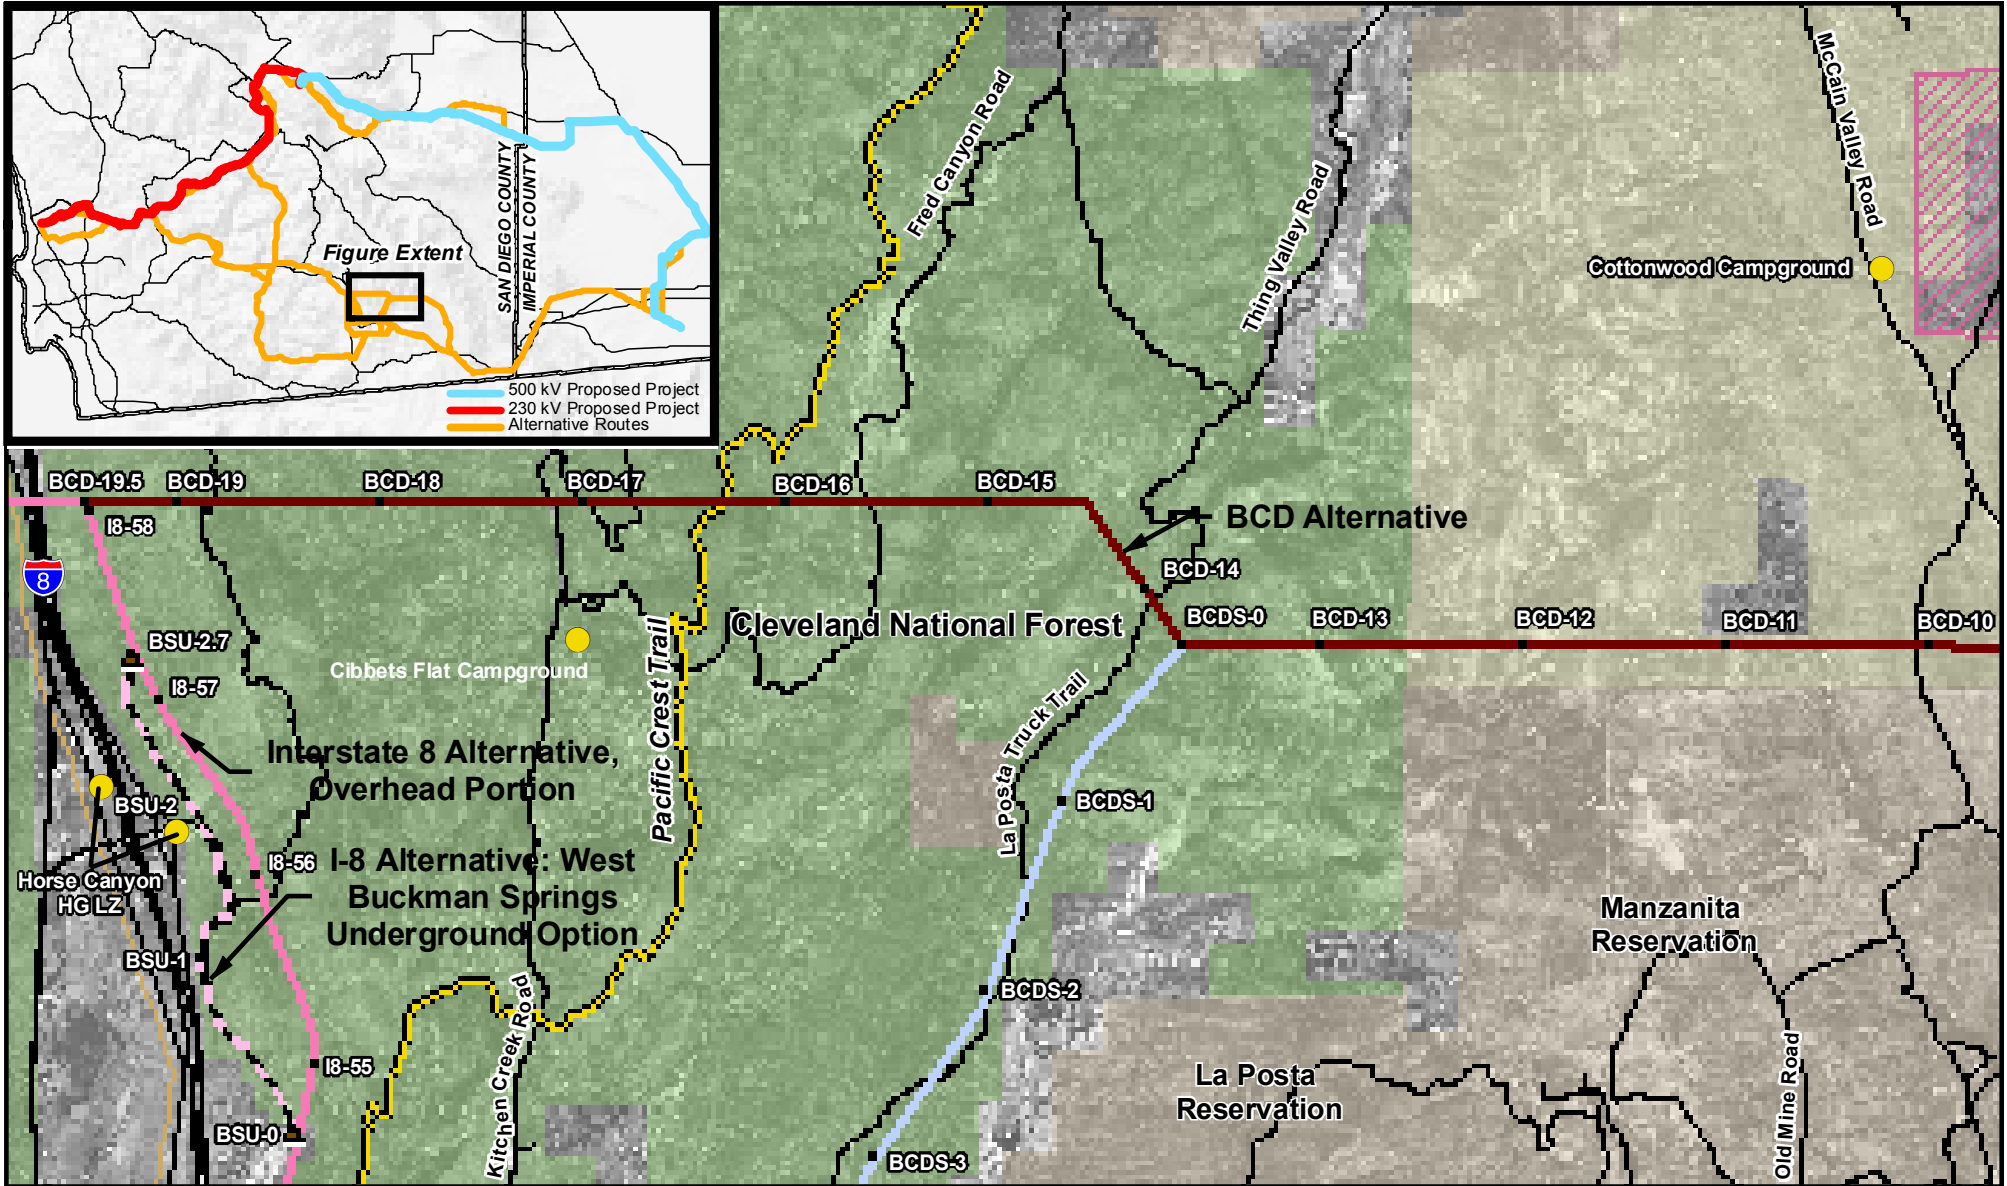 Figure Extent
SAN DIEGO COUNTY
IMPERIAL COUNTY
500 kV Proposed Project
230 kV Proposed Project
Alternative Routes
Fred Canyon Road
Thing Valley Road
McCain Valley Road
Cottonwood Campground
BCD-19.5
BCD-19
BCD-18
BCD-17
BCD-16
BCD-15
I8-58
BCD Alternative
8
BCD-14
BCDS-0
BCD-13
BCD-12
BCD-11
BCD-10
Cleveland National Forest
BSU-2.7
Cibbets Flat Campground
Pacific Crest Trail
I8-57
La Posta Truck Trail
Interstate 8 Alternative,
Overhead Portion
BSU-2
BCDS-1
I8-56
I-8 Alternative: West
Buckman Springs
Underground Option
Horse Canyon
HG LZ
Manzanita
Reservation
BSU-1
BCDS-2
Kitchen Creek Road
I8-55
La Posta
Reservation
Old Mine Road
BSU-0
BCDS-3